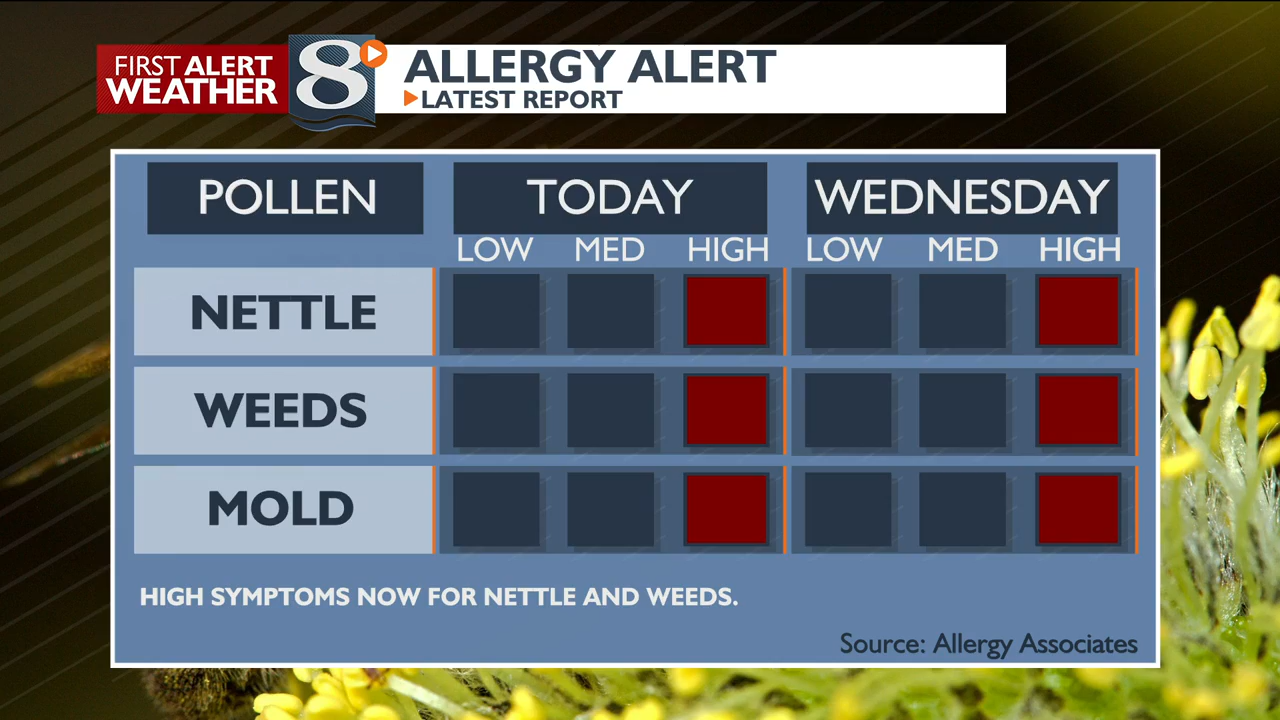 FIRST ALERT
WEATHER
8
ALLERGY ALERT
LATEST REPORT
POLLEN TODAY WEDNESDAY
LOW MED HIGH LOW MED HIGH
NETTLE
WEEDS
MOLD
HIGH SYMPTOMS NOW FOR NETTLE AND WEEDS.
Source: Allergy Associates